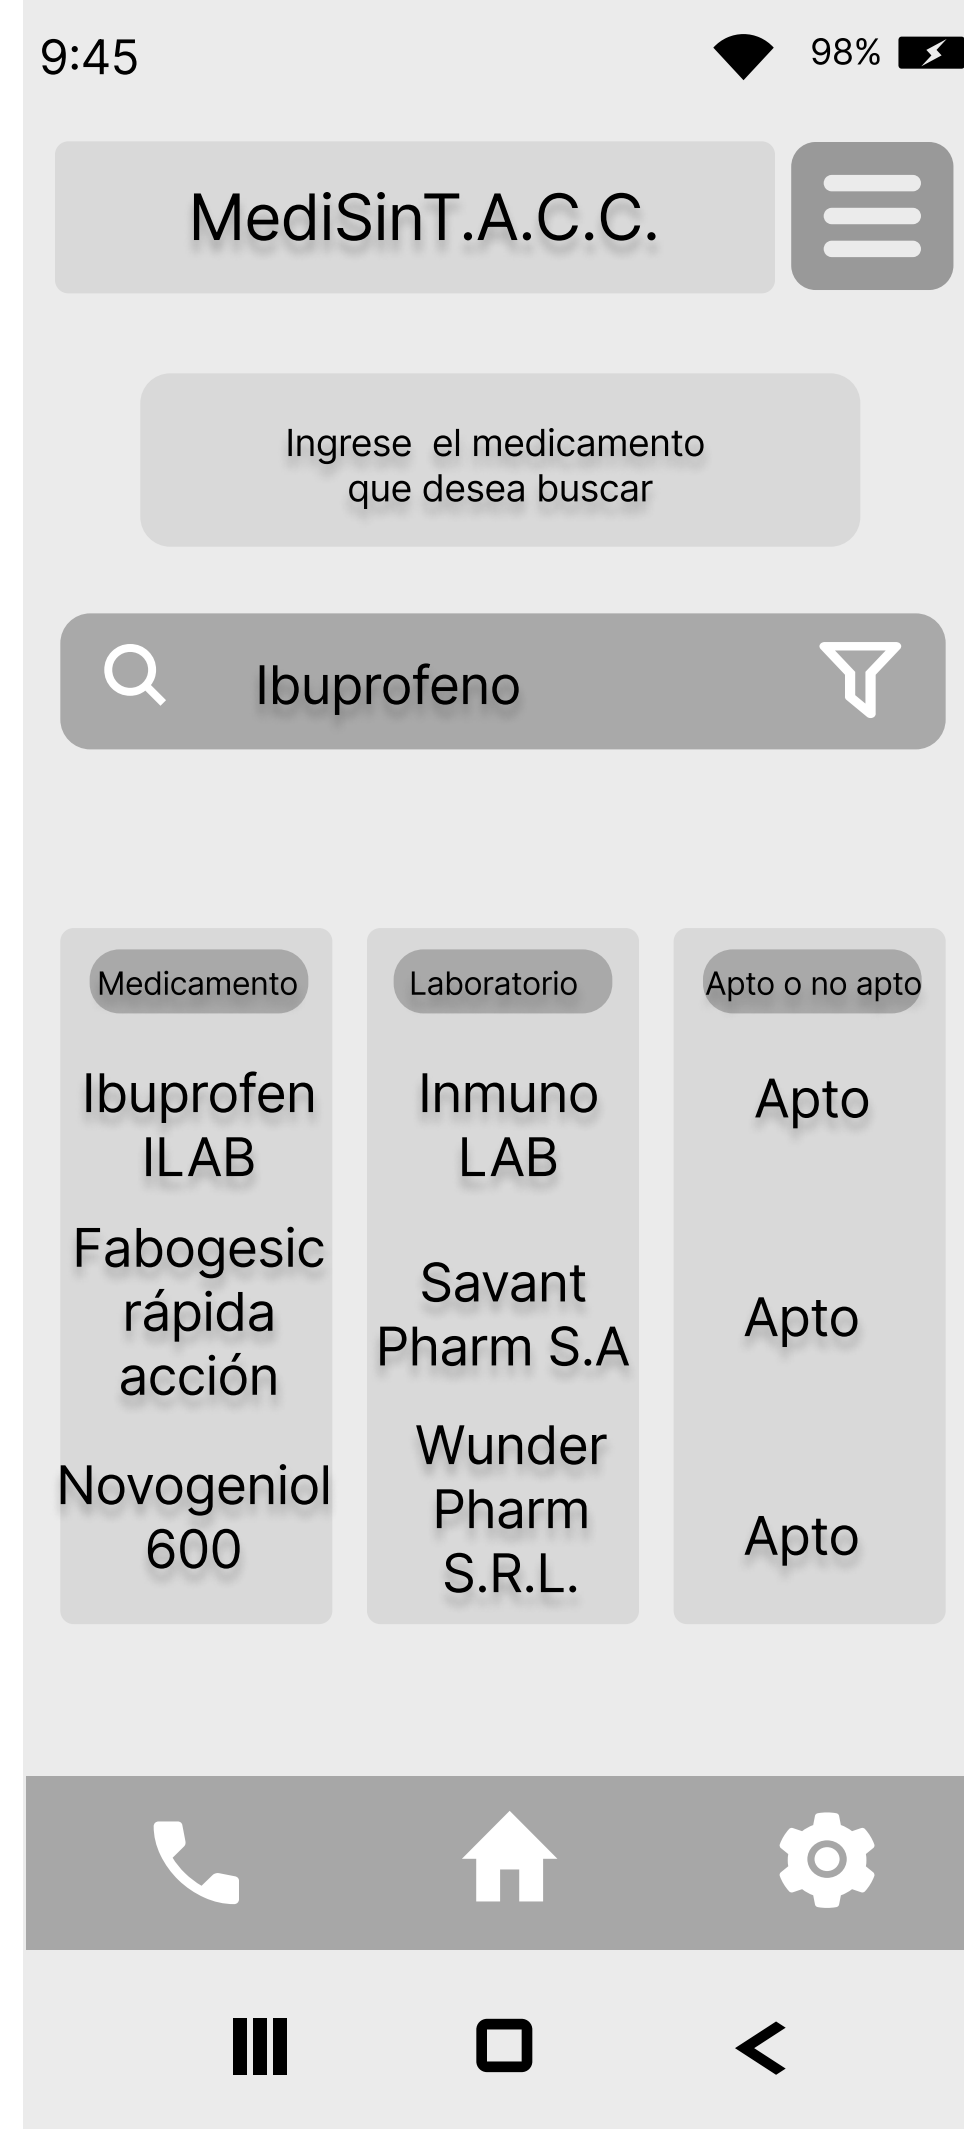 9:45
98%
MediSinT.A.C.C.
Ingrese el medicamento
que desea buscar
Ibuprofeno
Medicamento
Laboratorio
Apto o no apto
Ibuprofen
ILAB
Inmuno
LAB
Apto
Fabogesic
rápida
acción
Savant
Pharm S.A
Apto
Novogeniol
600
Wunder
Pharm
S.R.L.
Apto